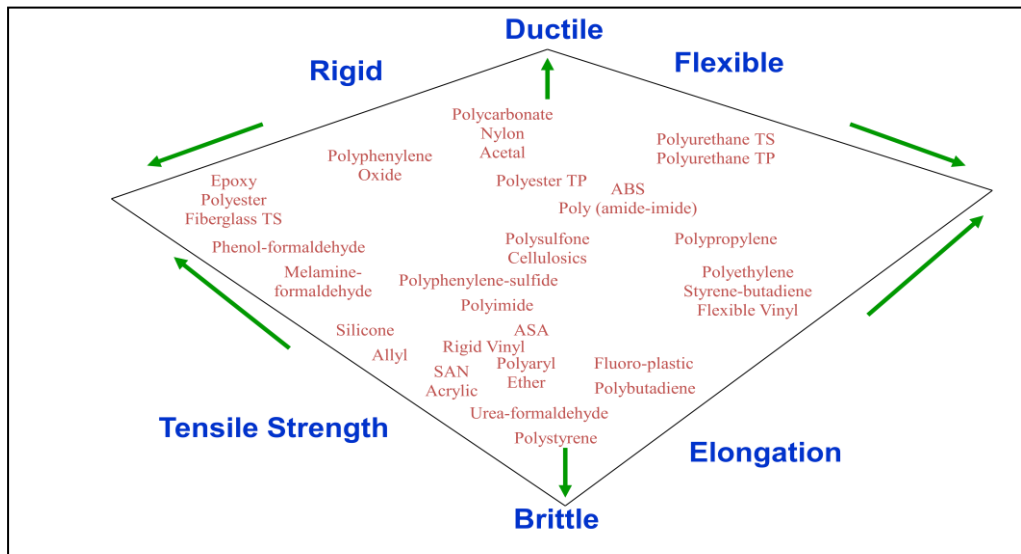 Ductile
Rigid
Flexible
Polycarbonate
Nylon
Acetal
Polyurethane TS
Polyurethane TP
Polyphenylene
Oxide
Epoxy
Polyester
Fiberglass TS
Polyester TP
ABS
Poly (amide-imide)
Phenol-formaldehyde
Polysulfone
Cellulosics
Polypropylene
Melamine-
formaldehyde
Polyphenylene-sulfide
Polyethylene
Styrene-butadiene
Flexible Vinyl
Polyimide
Silicone
ASA
Allyl
Rigid Vinyl
Polyaryl
Ether
SAN
Acrylic
Fluoro-plastic
Polybutadiene
Urea-formaldehyde
Polystyrene
Tensile Strength
Elongation
Brittle